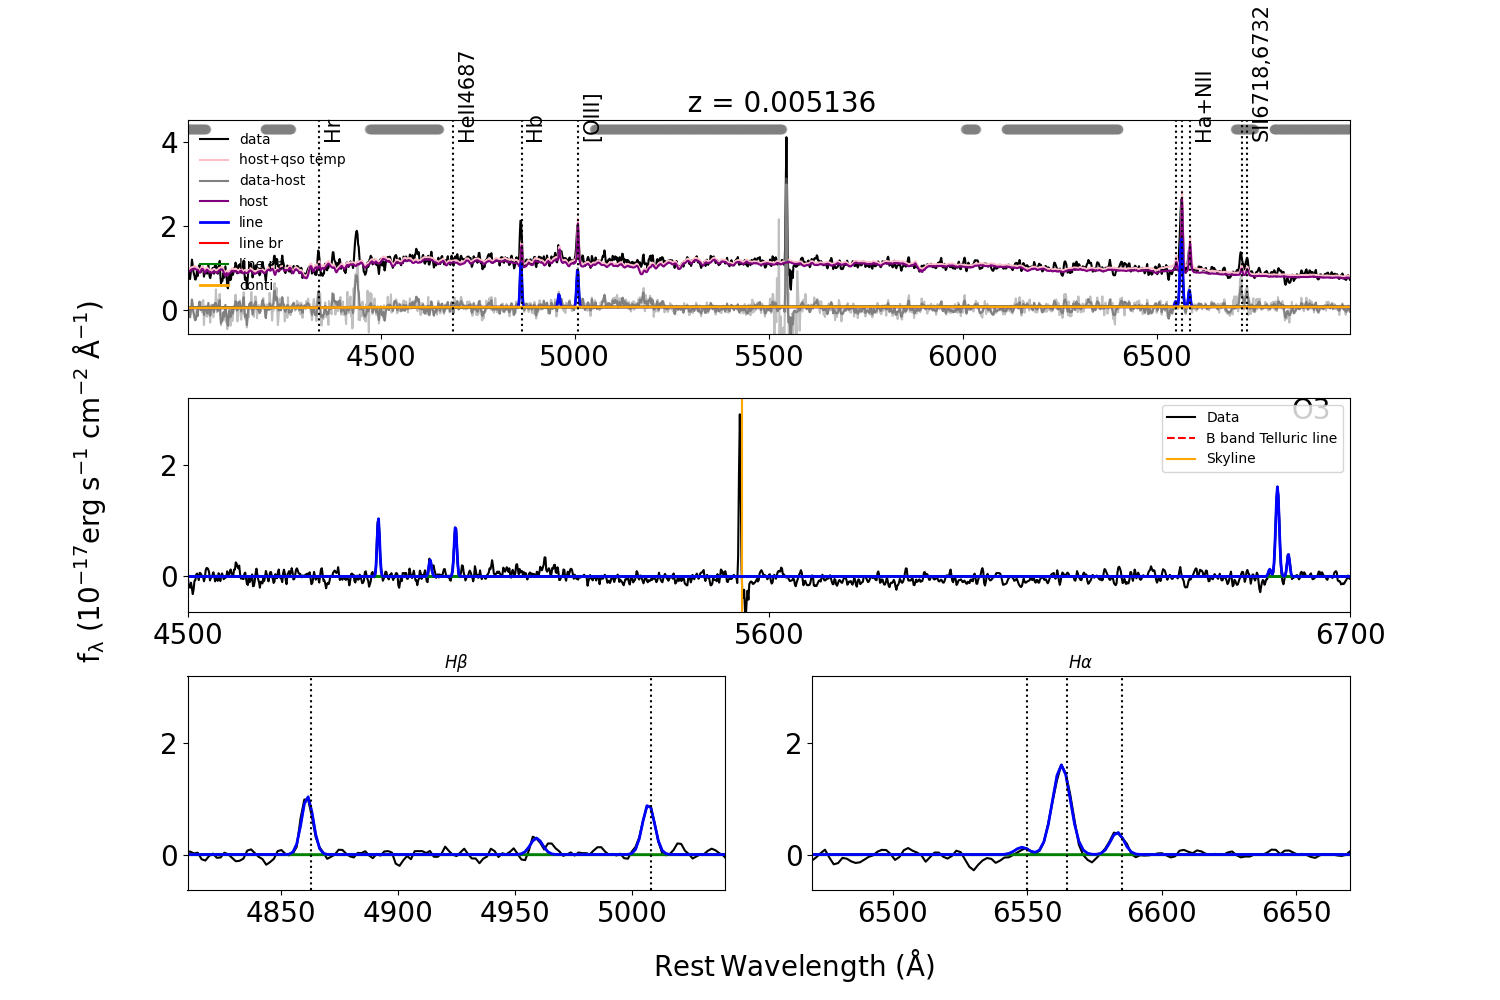 z = 0.005136
Hr
HeII4687
Hb
[OIII]
Ha+NII
SII6718,6732
data
host+qso temp
data-host
host
line
line br
conti
4
2
0
4500
5000
5500
6000
6500
O3
Data
B band Telluric line
Skyline
2
0
4500
5600
6700
fλ (10⁻¹⁷erg s⁻¹ cm⁻² Å⁻¹)
Hβ
2
0
4850
4900
4950
5000
Hα
2
0
6500
6550
6600
6650
Rest Wavelength (Å)